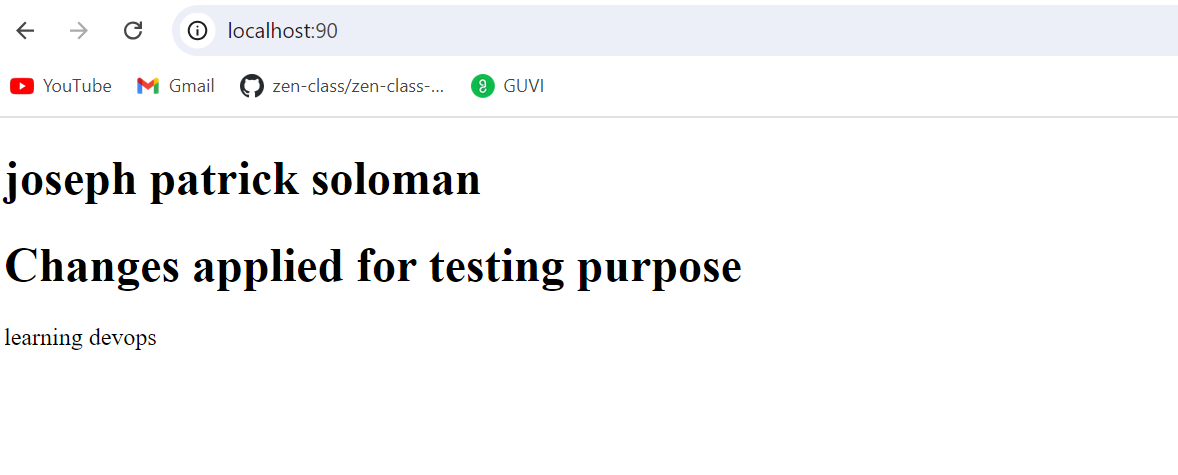 localhost:90
YouTube Gmail zen-class/zen-class-... GUVI
joseph patrick soloman
Changes applied for testing purpose
learning devops